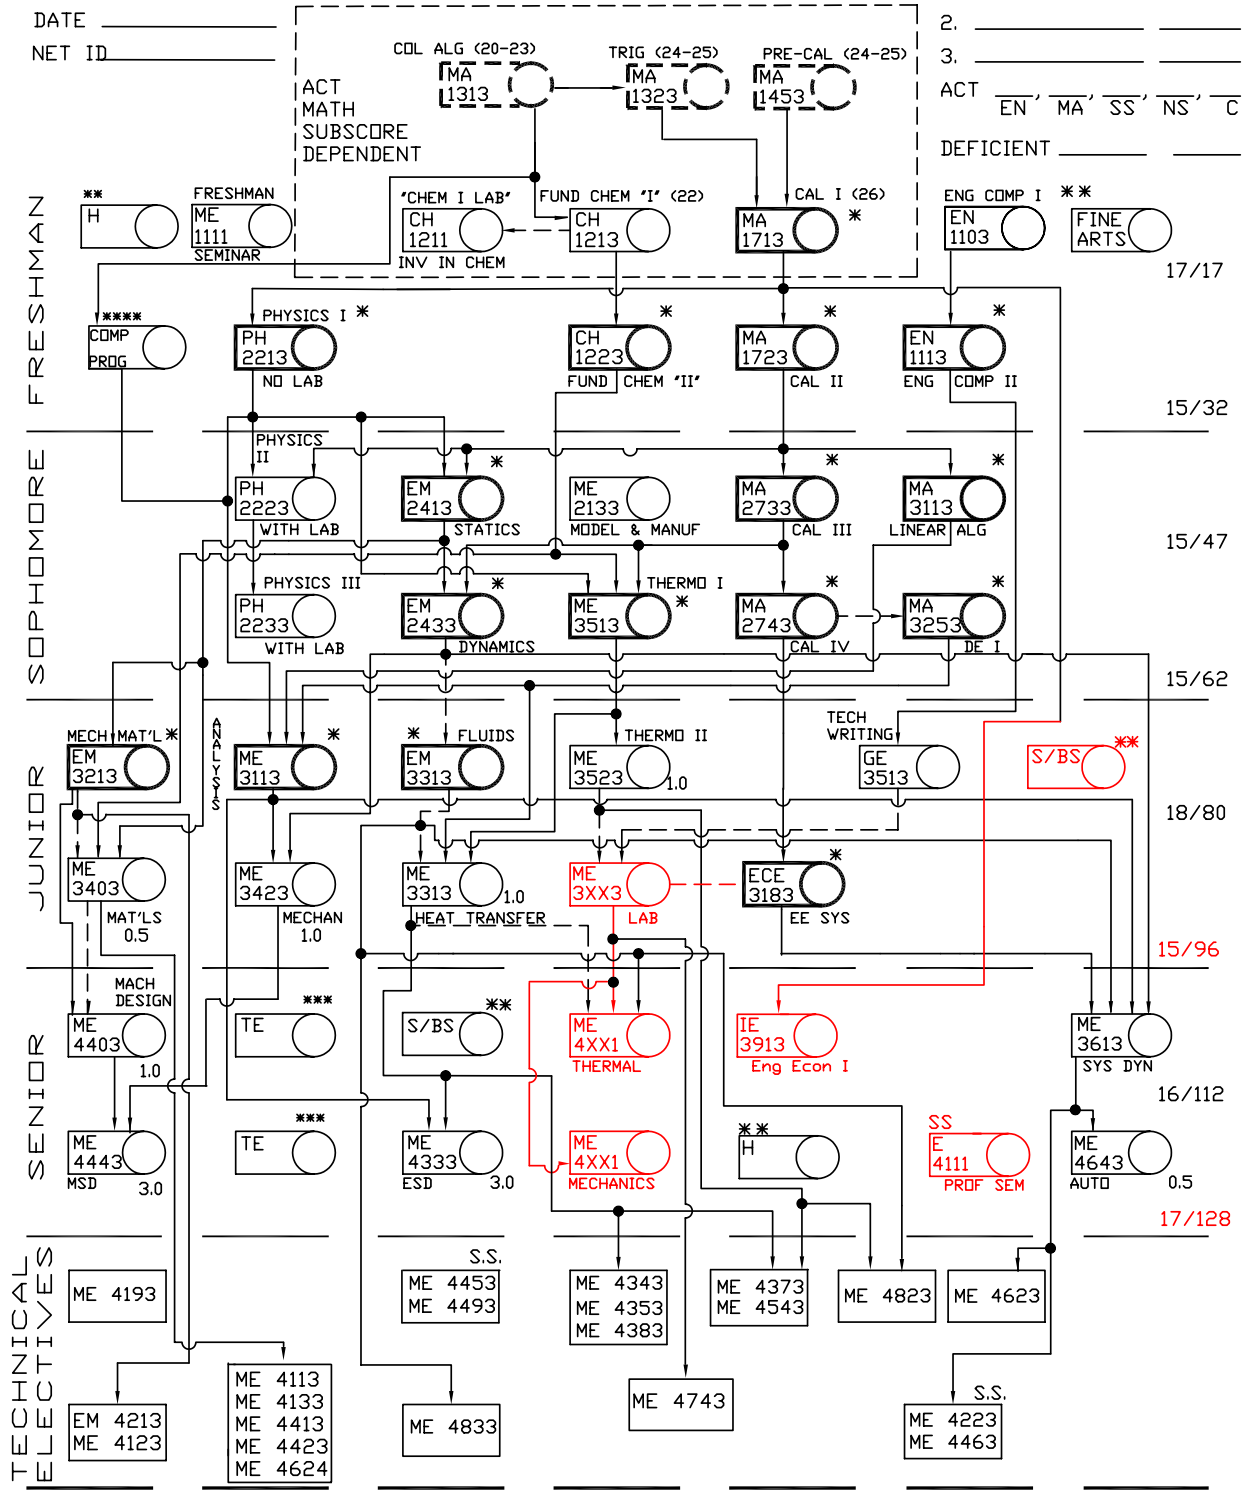 DATE
NET ID
2.
3.
ACT
EN, MA, SS, NS, C
DEFICIENT
COL ALG (20-23)
MA
1313
TRIG (24-25)
MA
1323
PRE-CAL (24-25)
MA
1453
ACT
MATH
SUBSCORE
DEPENDENT
FRESHMAN
**
H
FRESHMAN
ME
1111
SEMINAR
"CHEM I LAB"
CH
1211
INV IN CHEM
FUND CHEM "I" (22)
CH
1213
CAL I (26)
MA
1713
*
ENG COMP I
EN
1103
**
FINE
ARTS
17/17
****
COMP
PROG
PHYSICS I *
PH
2213
NO LAB
*
CH
1223
FUND CHEM "II"
*
MA
1723
CAL II
*
EN
1113
ENG COMP II
15/32
SOPHOMORE
PHYSICS
II
PH
2223
WITH LAB
*
EM
2413
STATICS
ME
2133
MODEL & MANUF
*
MA
2733
CAL III
*
MA
3113
LINEAR ALG
15/47
PHYSICS III
PH
2233
WITH LAB
*
EM
2433
DYNAMICS
THERMO I
*
ME
3513
*
MA
2743
CAL IV
*
MA
3253
DE I
15/62
JUNIOR
MECH MAT'L *
EM
3213
ANALYSIS
*
ME
3113
* FLUIDS
EM
3313
THERMO II
ME
3523
1.0
TECH
WRITING
GE
3513
**
S/BS
18/80
ME
3403
MAT'LS
0.5
ME
3423
MECHAN
1.0
ME
3313
1.0
HEAT TRANSFER
ME
3XX3
LAB
*
ECE
3183
EE SYS
15/96
SENIOR
MACH
DESIGN
ME
4403
1.0
***
TE
**
S/BS
ME
4XX1
THERMAL
IE
3913
Eng Econ I
ME
3613
SYS DYN
16/112
ME
4443
MSD
3.0
***
TE
ME
4333
ESD
3.0
ME
4XX1
MECHANICS
**
H
SS
E
4111
PROF SEM
ME
4643
AUTO
0.5
17/128
TECHNICAL
ELECTIVES
ME 4193
S.S.
ME 4453
ME 4493
ME 4343
ME 4353
ME 4383
ME 4373
ME 4543
ME 4823
ME 4623
EM 4213
ME 4123
ME 4113
ME 4133
ME 4413
ME 4423
ME 4624
ME 4833
ME 4743
S.S.
ME 4223
ME 4463